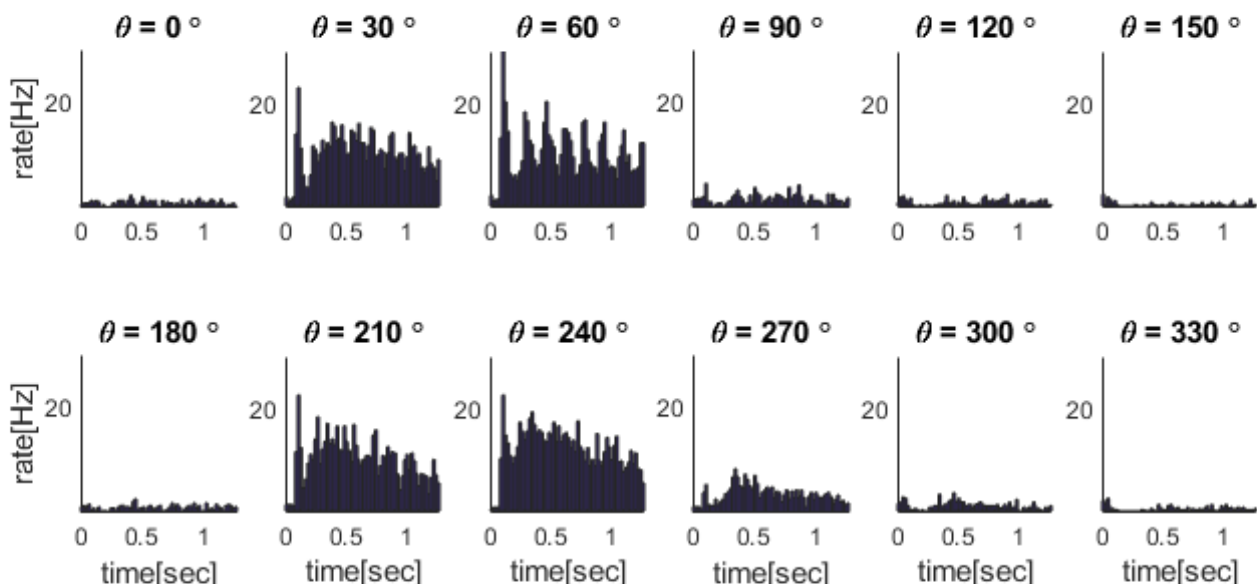 θ = 0 ° θ = 30 ° θ = 60 ° θ = 90 ° θ = 120 ° θ = 150 °
rate[Hz]
20 20 20 20 20 20
0 0.5 1 0 0.5 1 0 0.5 1 0 0.5 1 0 0.5 1 0 0.5 1
θ = 180 ° θ = 210 ° θ = 240 ° θ = 270 ° θ = 300 ° θ = 330 °
rate[Hz]
20 20 20 20 20 20
0 0.5 1 0 0.5 1 0 0.5 1 0 0.5 1 0 0.5 1 0 0.5 1
time[sec] time[sec] time[sec] time[sec] time[sec] time[sec]